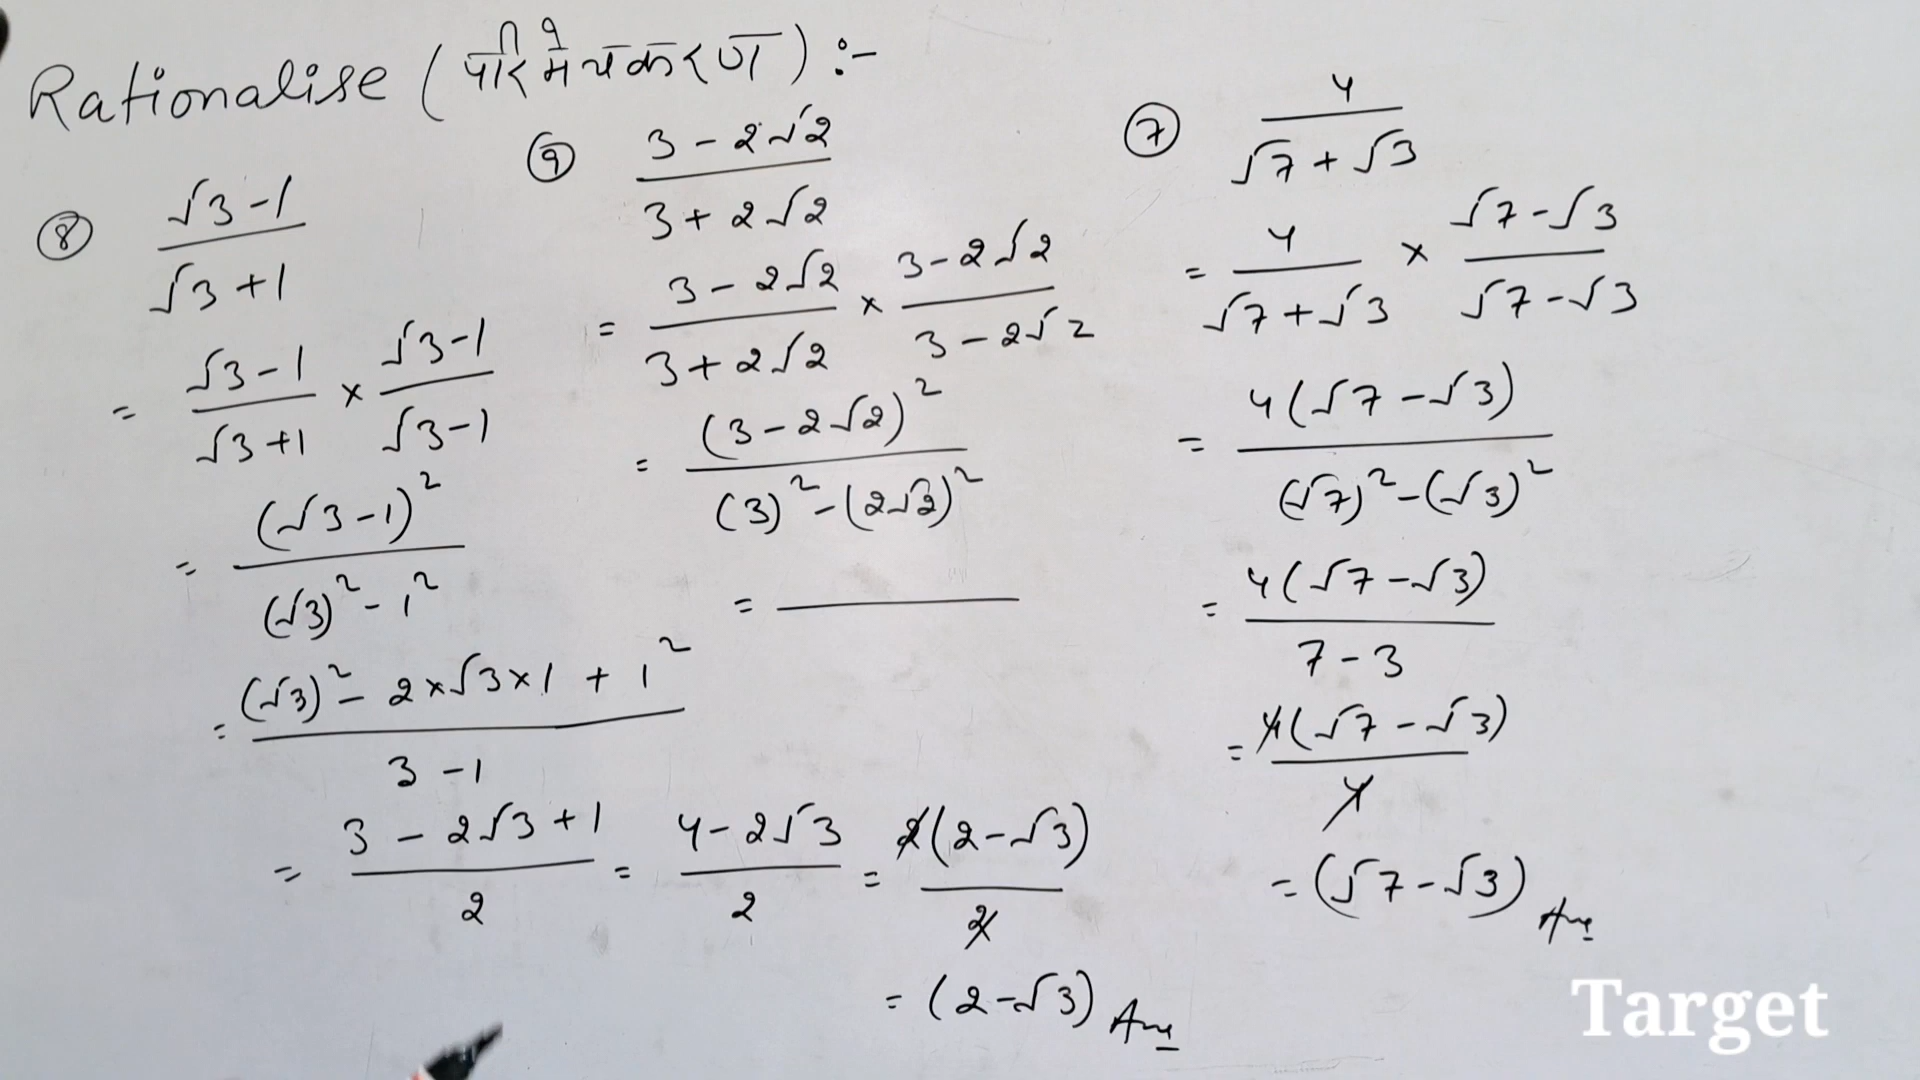 Rationalise (परिमेयकरण) :-
⑧ (√3-1)/(√3+1)
= (√3-1)/(√3+1) × (√3-1)/(√3-1)
= (√3-1)²/((√3)²-1²)
= ((√3)²-2×√3×1+1²)/(3-1)
= (3-2√3+1)/2 = (4-2√3)/2 = 2(2-√3)/2
= (2-√3) Ans
⑨ (3-2√2)/(3+2√2)
= (3-2√2)/(3+2√2) × (3-2√2)/(3-2√2)
= (3-2√2)²/((3)²-(2√2)²)
= ——
⑦ 4/(√7+√3)
= 4/(√7+√3) × (√7-√3)/(√7-√3)
= 4(√7-√3)/((√7)²-(√3)²)
= 4(√7-√3)/(7-3)
= 4(√7-√3)/4
= (√7-√3) Ans
Target